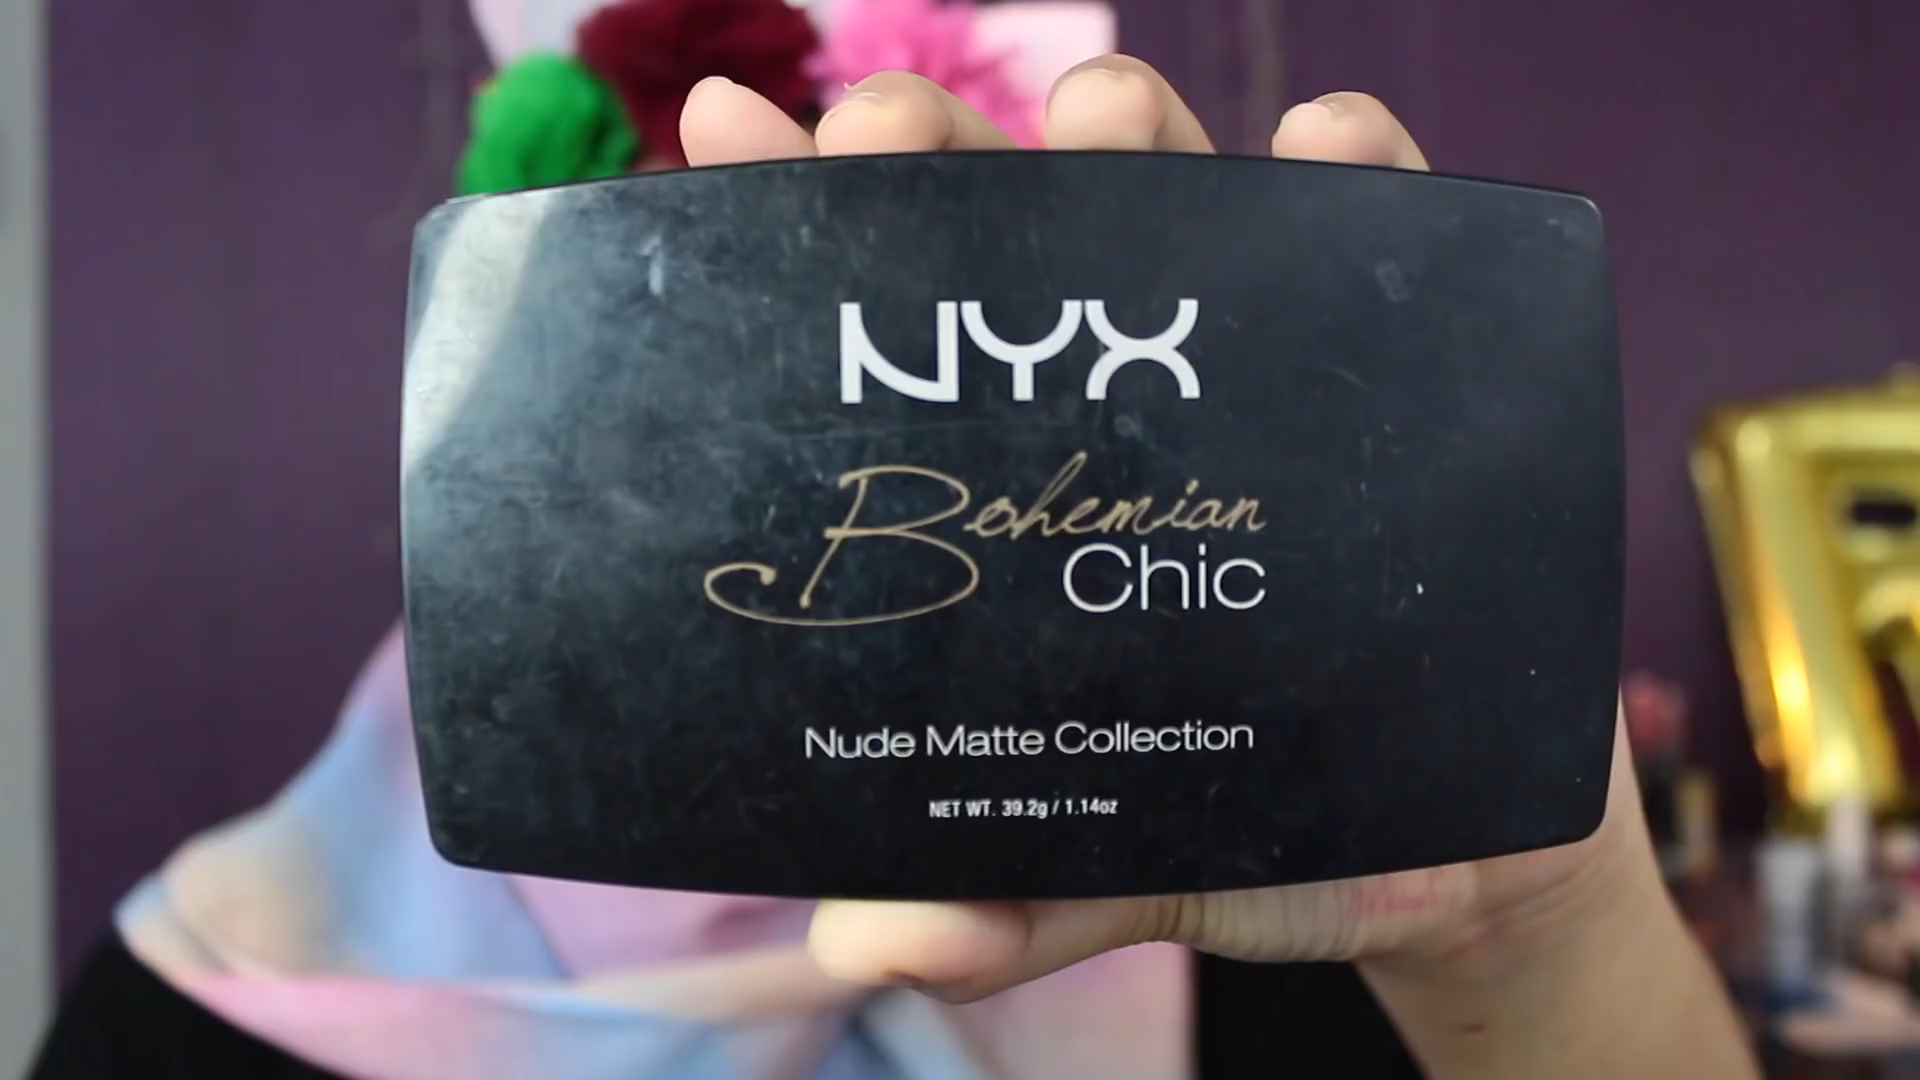 NYX
Bohemian
Chic
Nude Matte Collection
NET WT. 39.2g / 1.14oz